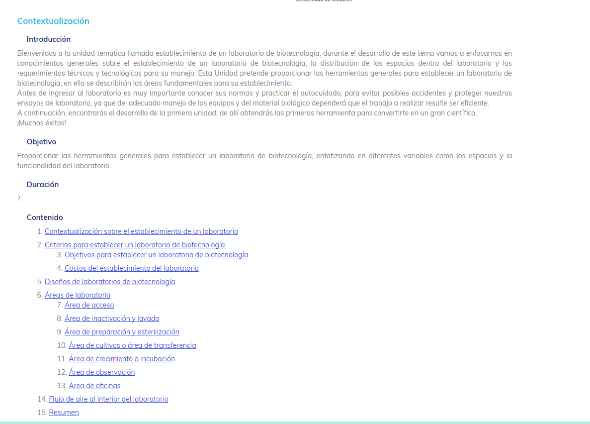 Contextualización
Introducción
Bienvenidos a la unidad temática llamada establecimiento de un laboratorio de biotecnología, durante el desarrollo de este tema vamos a enfocarnos en
conocimientos generales sobre el establecimiento de un laboratorio de biotecnología, la distribución de los espacios dentro del laboratorio y los
requerimientos técnicos y tecnológicos para su manejo. Esta Unidad pretende proporcionar las herramientas generales para establecer un laboratorio de
biotecnología, en ella se describirán las áreas fundamentales para su establecimiento.
Antes de ingresar al laboratorio es muy importante conocer sus normas y practicar el autocuidado, para evitar posibles accidentes y proteger nuestros
ensayos de laboratorio, ya que del adecuado manejo de los equipos y del material biológico dependerá que el trabajo a realizar resulte ser eficiente.
A continuación, encontrarás el desarrollo de la primera unidad, de allí obtendrás las primeras herramienta para convertirte en un gran científico.
¡Muchos éxitos!
Objetivo
Proporcionar las herramientas generales para establecer un laboratorio de biotecnología, enfatizando en diferentes variables como los espacios y la
funcionalidad del laboratorio
Duración
?
Contenido
1. Contextualización sobre el establecimiento de un laboratorio
2. Criterios para establecer un laboratorio de biotecnología
3. Objetivos para establecer un laboratorio de biotecnología
4. Costos del establecimiento del laboratorio
5. Diseños de laboratorios de biotecnología
6. Áreas de laboratorio
7. Área de acceso
8. Área de inactivación y lavado
9. Área de preparación y esterilización
10. Área de cultivos o área de transferencia
11. Área de crecimiento o incubación
12. Área de observación
13. Área de oficinas
14. Flujo de aire al interior del laboratorio
15. Resumen